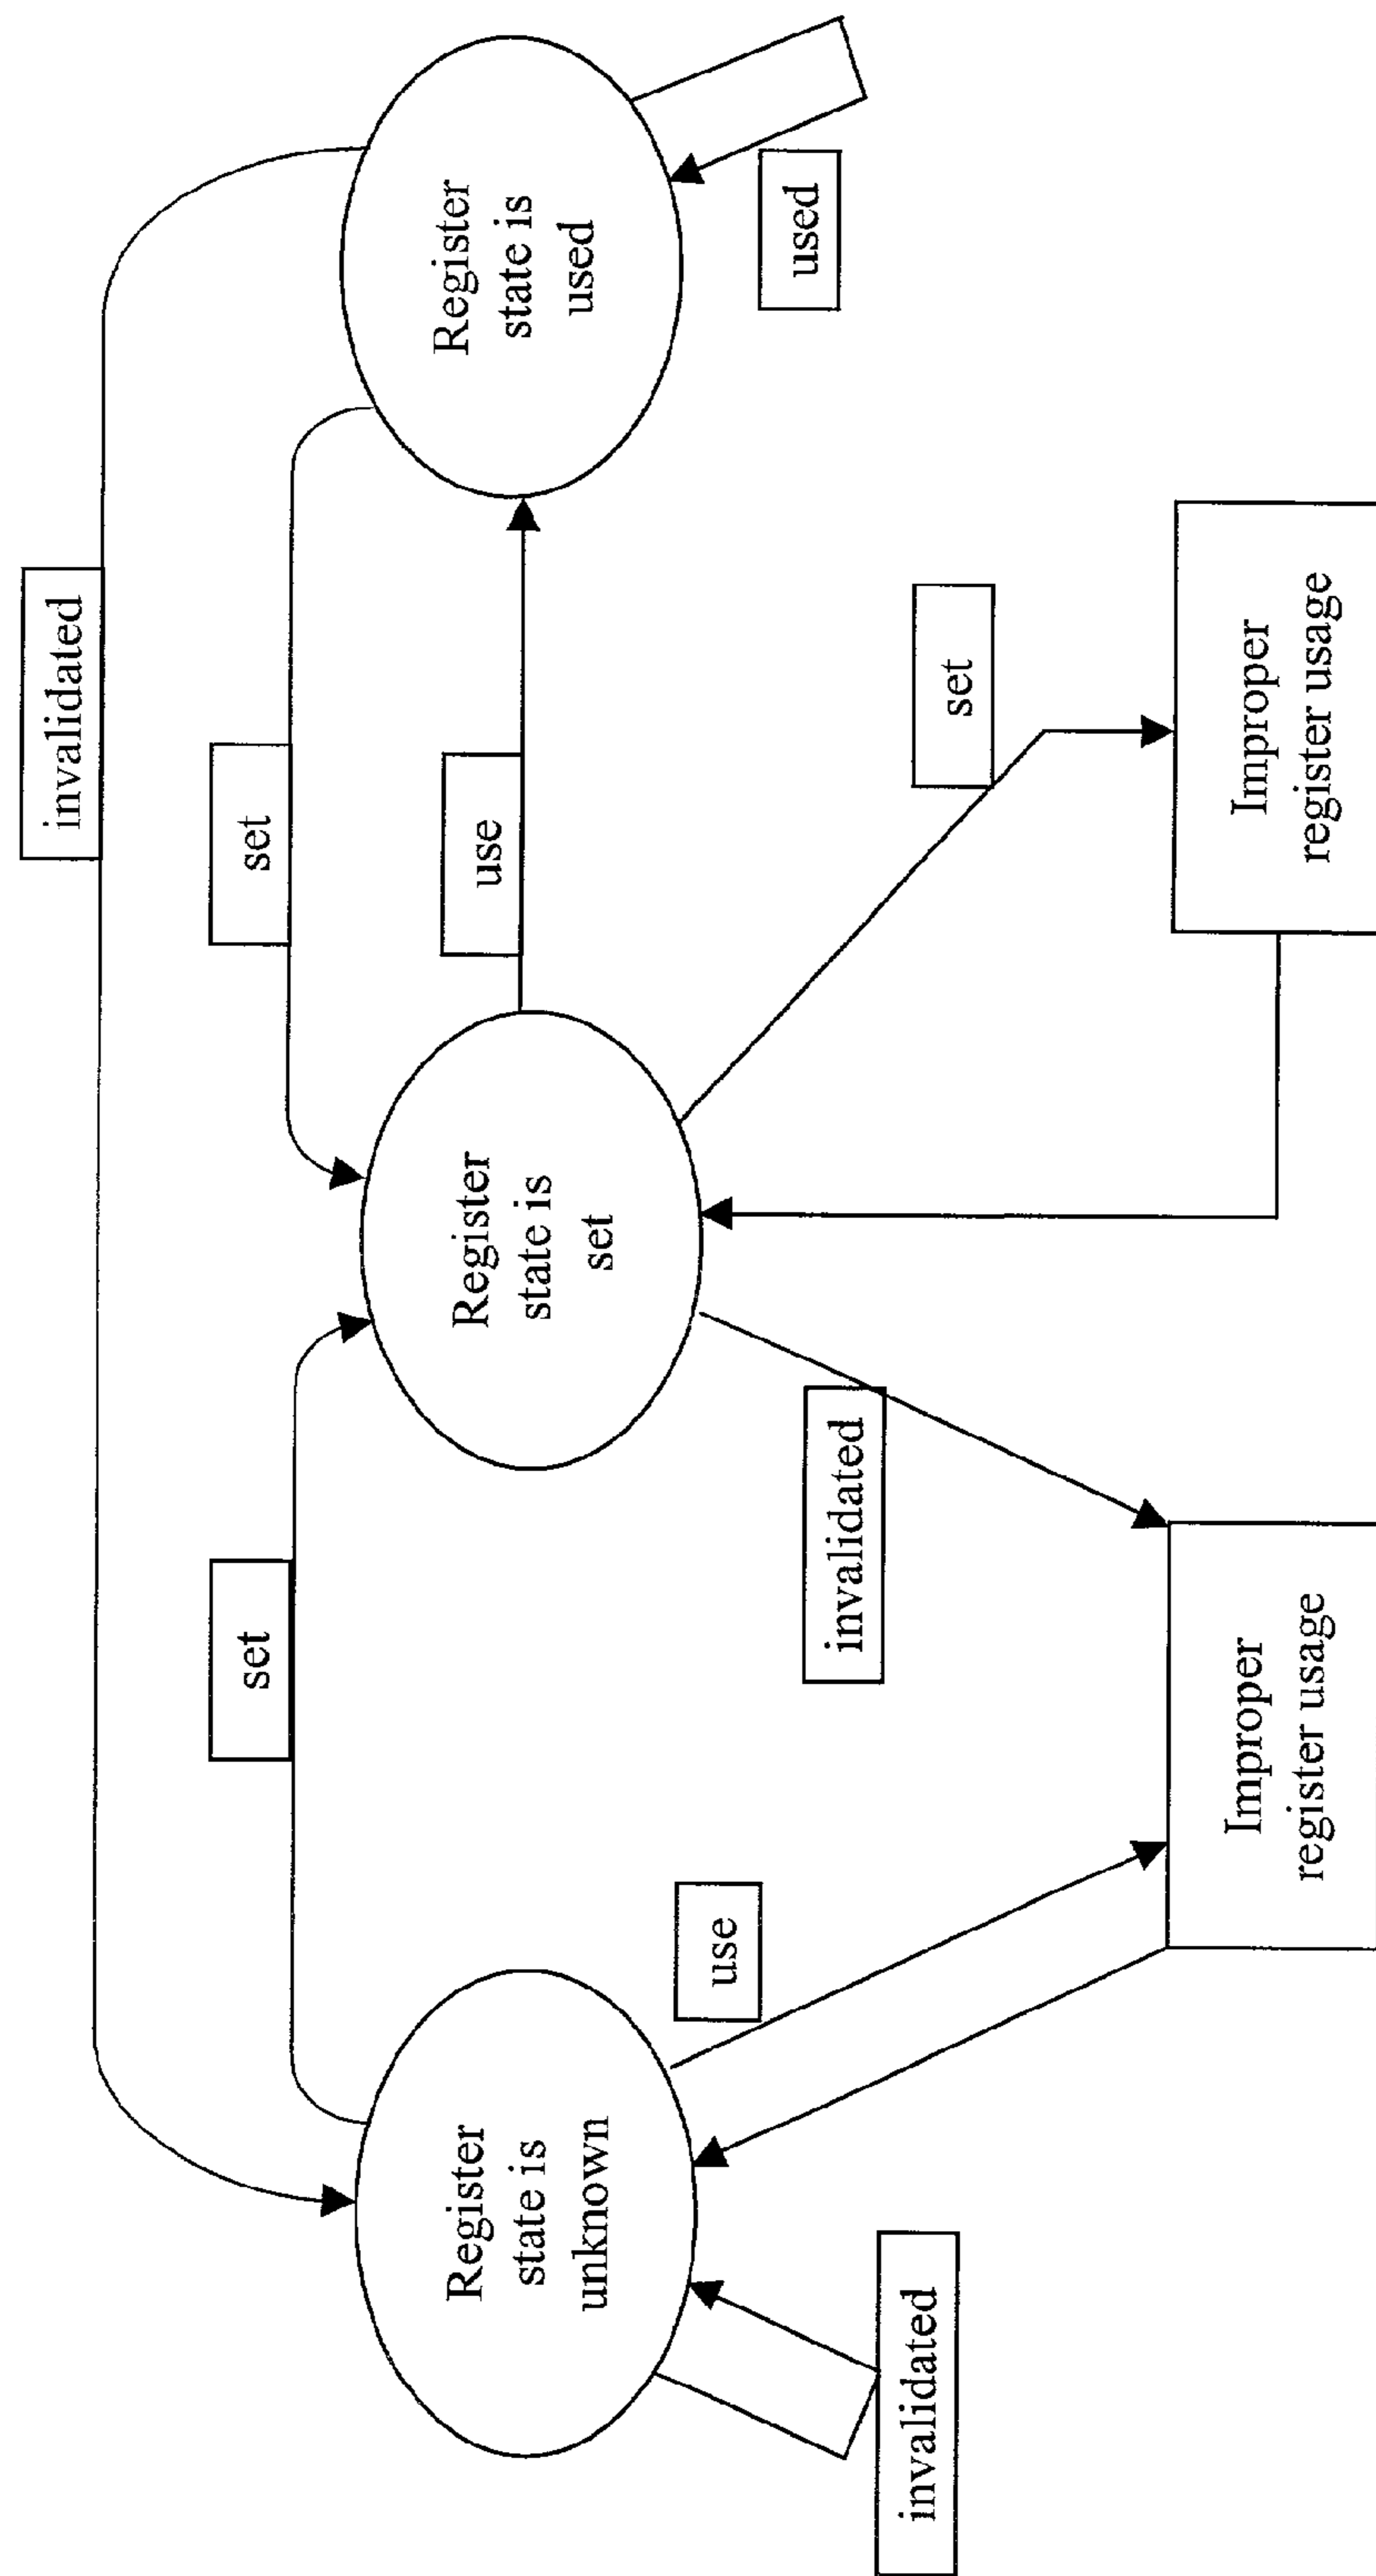 invalidated
set
set
Register
state is
unknown
Register
state is
set
use
Register
state is
used
use
invalidated
set
used
invalidated
Improper
register usage
Improper
register usage